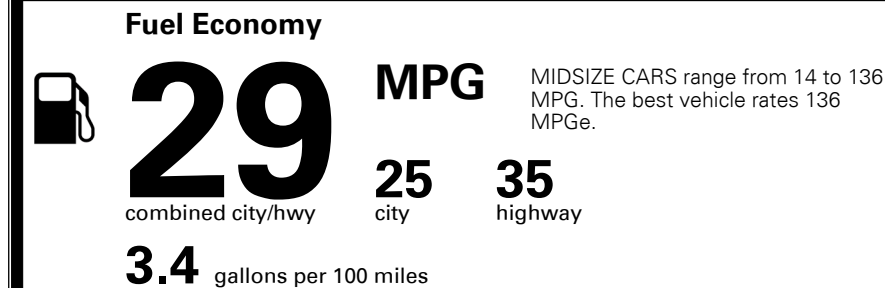 Fuel Economy
29
MPG
MIDSIZE CARS range from 14 to 136
MPG. The best vehicle rates 136
MPGe.
combined city/hwy
25
city
35
highway
3.4 gallons per 100 miles